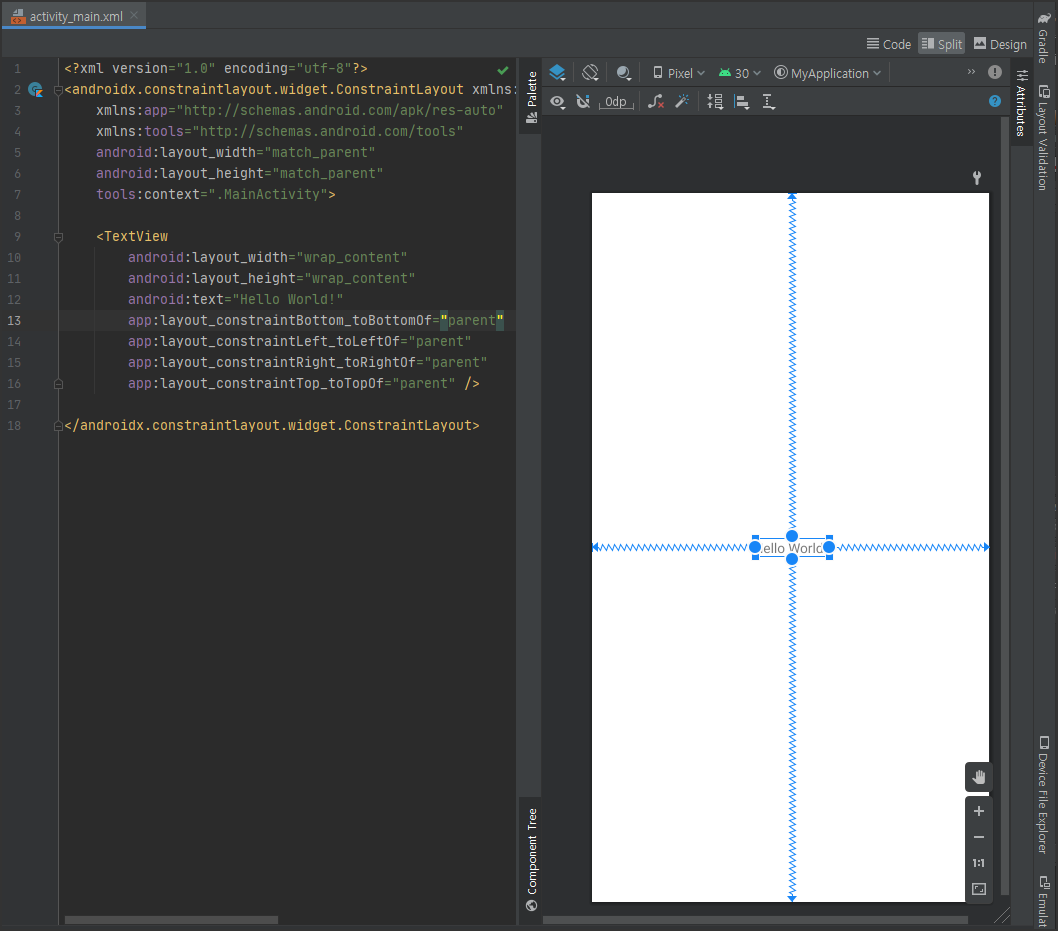 activity_main.xml
Code Split Design
1 <?xml version="1.0" encoding="utf-8"?>
2 <androidx.constraintlayout.widget.ConstraintLayout xmlns:
3 xmlns:app="http://schemas.android.com/apk/res-auto"
4 xmlns:tools="http://schemas.android.com/tools"
5 android:layout_width="match_parent"
6 android:layout_height="match_parent"
7 tools:context=".MainActivity">
8
9 <TextView
10 android:layout_width="wrap_content"
11 android:layout_height="wrap_content"
12 android:text="Hello World!"
13 app:layout_constraintBottom_toBottomOf="parent"
14 app:layout_constraintLeft_toLeftOf="parent"
15 app:layout_constraintRight_toRightOf="parent"
16 app:layout_constraintTop_toTopOf="parent" />
17
18 </androidx.constraintlayout.widget.ConstraintLayout>
Palette
Component Tree
Pixel 30 MyApplication »
0dp
ello World
1:1
Attributes
Gradle
Layout Validation
Device File Explorer
Emulat